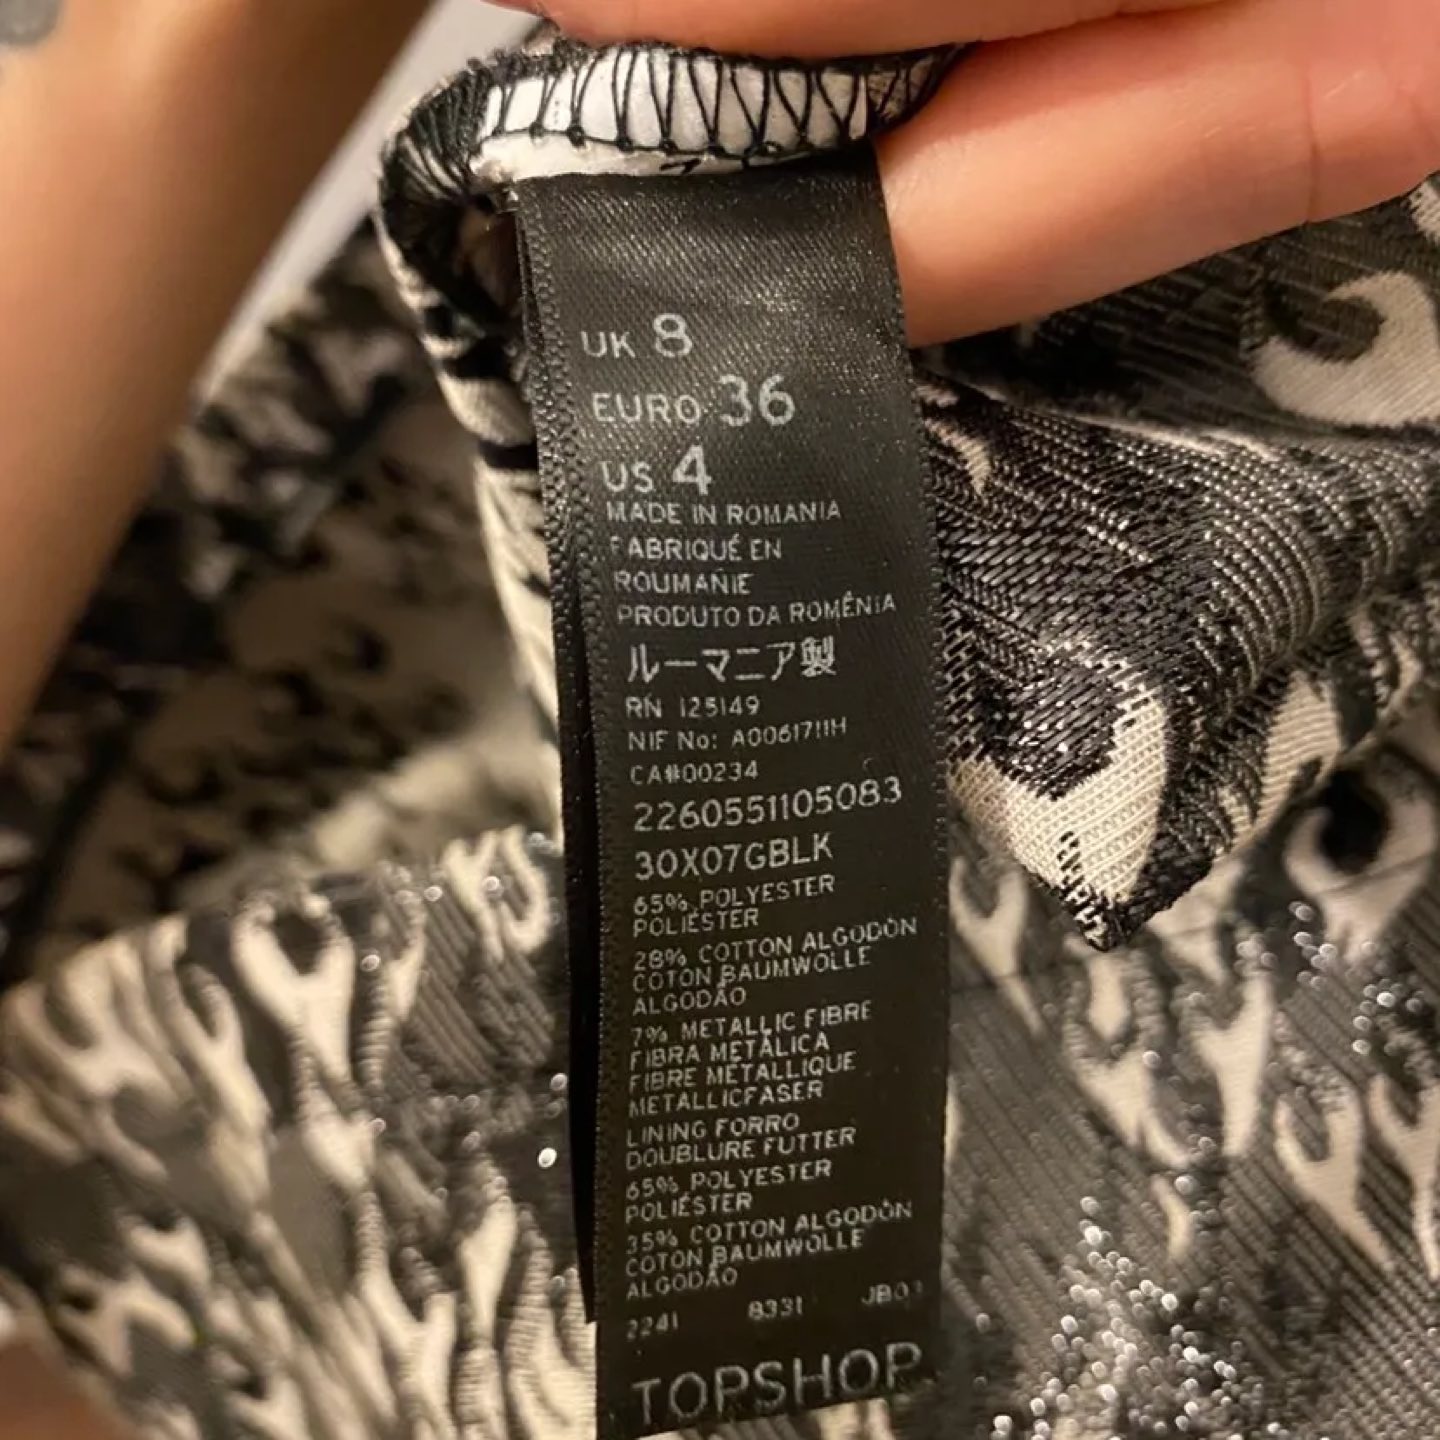 UK 8
EURO 36
US 4
MADE IN ROMANIA
FABRIQUÉ EN
ROUMANIE
PRODUTO DA ROMÊNIA
ルーマニア製
RN 125149
NIF No: A0061711H
CA#00234
2260551105083
30X07GBLK
65% POLYESTER
POLIÉSTER
28% COTTON ALGODÓN
COTON BAUMWOLLE
ALGODÃO
7% METALLIC FIBRE
FIBRA METÁLICA
FIBRE METALLIQUE
METALLICFASER
LINING FORRO
DOUBLURE FUTTER
65% POLYESTER
POLIÉSTER
35% COTTON ALGODÓN
COTON BAUMWOLLE
ALGODÃO
2241 8331
TOPSHOP